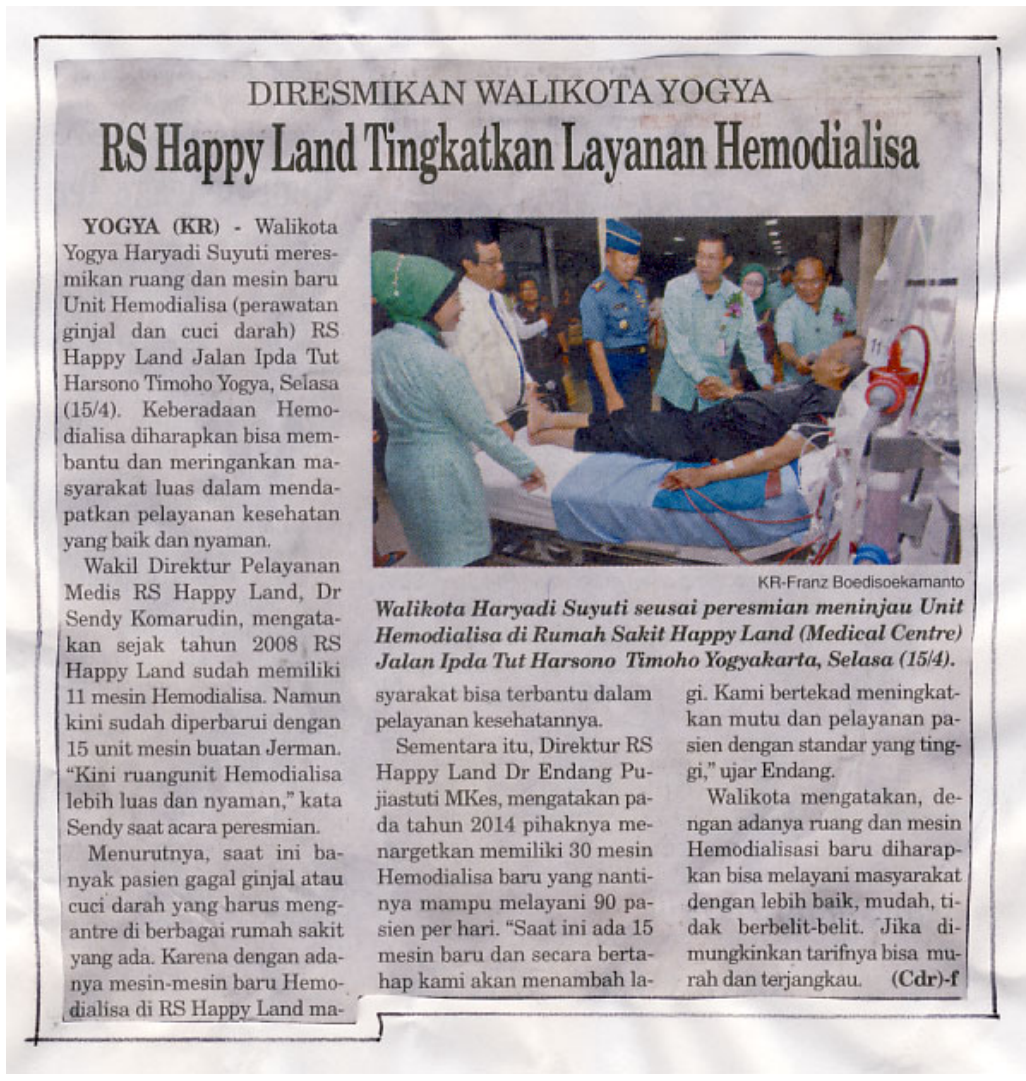 DIRESMIKAN WALIKOTA YOGYA
RS Happy Land Tingkatkan Layanan Hemodialisa
YOGYA (KR) - Walikota
Yogya Haryadi Suyuti meres-
mikan ruang dan mesin baru
Unit Hemodialisa (perawatan
ginjal dan cuci darah) RS
Happy Land Jalan Ipda Tut
Harsono Timoho Yogya, Selasa
(15/4). Keberadaan Hemo-
dialisa diharapkan bisa mem-
bantu dan meringankan ma-
syarakat luas dalam menda-
patkan pelayanan kesehatan
yang baik dan nyaman.
Wakil Direktur Pelayanan
Medis RS Happy Land, Dr
Sendy Komarudin, mengata-
kan sejak tahun 2008 RS
Happy Land sudah memiliki
11 mesin Hemodialisa. Namun
kini sudah diperbarui dengan
15 unit mesin buatan Jerman.
“Kini ruangunit Hemodialisa
lebih luas dan nyaman,” kata
Sendy saat acara peresmian.
Menurutnya, saat ini ba-
nyak pasien gagal ginjal atau
cuci darah yang harus meng-
antre di berbagai rumah sakit
yang ada. Karena dengan ada-
nya mesin-mesin baru Hemo-
dialisa di RS Happy Land ma-
11
KR-Franz Boedisoekarnanto
Walikota Haryadi Suyuti seusai peresmian meninjau Unit
Hemodialisa di Rumah Sakit Happy Land (Medical Centre)
Jalan Ipda Tut Harsono Timoho Yogyakarta, Selasa (15/4).
syarakat bisa terbantu dalam
pelayanan kesehatannya.
Sementara itu, Direktur RS
Happy Land Dr Endang Pu-
jiastuti MKes, mengatakan pa-
da tahun 2014 pihaknya me-
nargetkan memiliki 30 mesin
Hemodialisa baru yang nanti-
nya mampu melayani 90 pa-
sien per hari. “Saat ini ada 15
mesin baru dan secara berta-
hap kami akan menambah la-
gi. Kami bertekad meningkat-
kan mutu dan pelayanan pa-
sien dengan standar yang ting-
gi,” ujar Endang.
Walikota mengatakan, de-
ngan adanya ruang dan mesin
Hemodialisasi baru diharap-
kan bisa melayani masyarakat
dengan lebih baik, mudah, ti-
dak berbelit-belit. Jika di-
mungkinkan tarifnya bisa mu-
rah dan terjangkau. (Cdr)-f